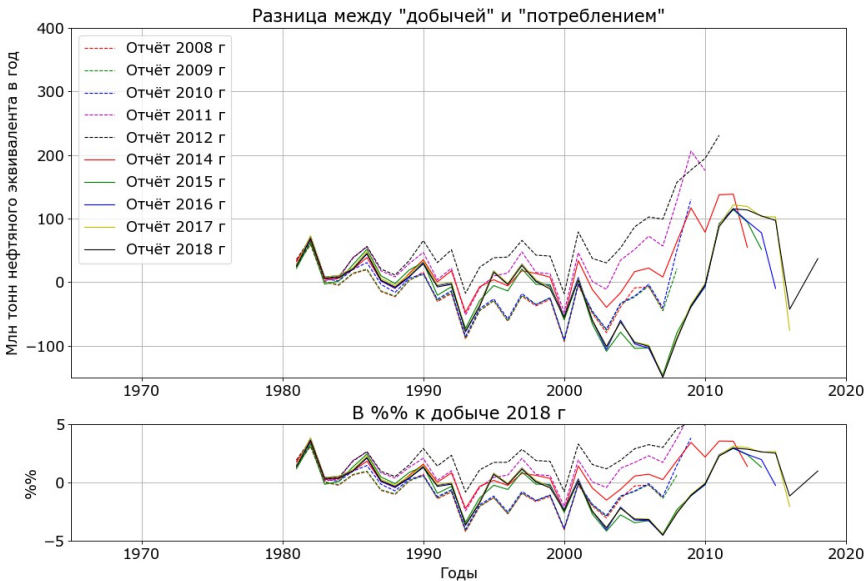 Разница между "добычей" и "потреблением"
Млн тонн нефтяного эквивалента в год
400
300
200
100
0
−100
Отчёт 2008 г
Отчёт 2009 г
Отчёт 2010 г
Отчёт 2011 г
Отчёт 2012 г
Отчёт 2014 г
Отчёт 2015 г
Отчёт 2016 г
Отчёт 2017 г
Отчёт 2018 г
1970 1980 1990 2000 2010 2020
В %% к добыче 2018 г
%%
5
0
−5
1970 1980 1990 2000 2010 2020
Годы